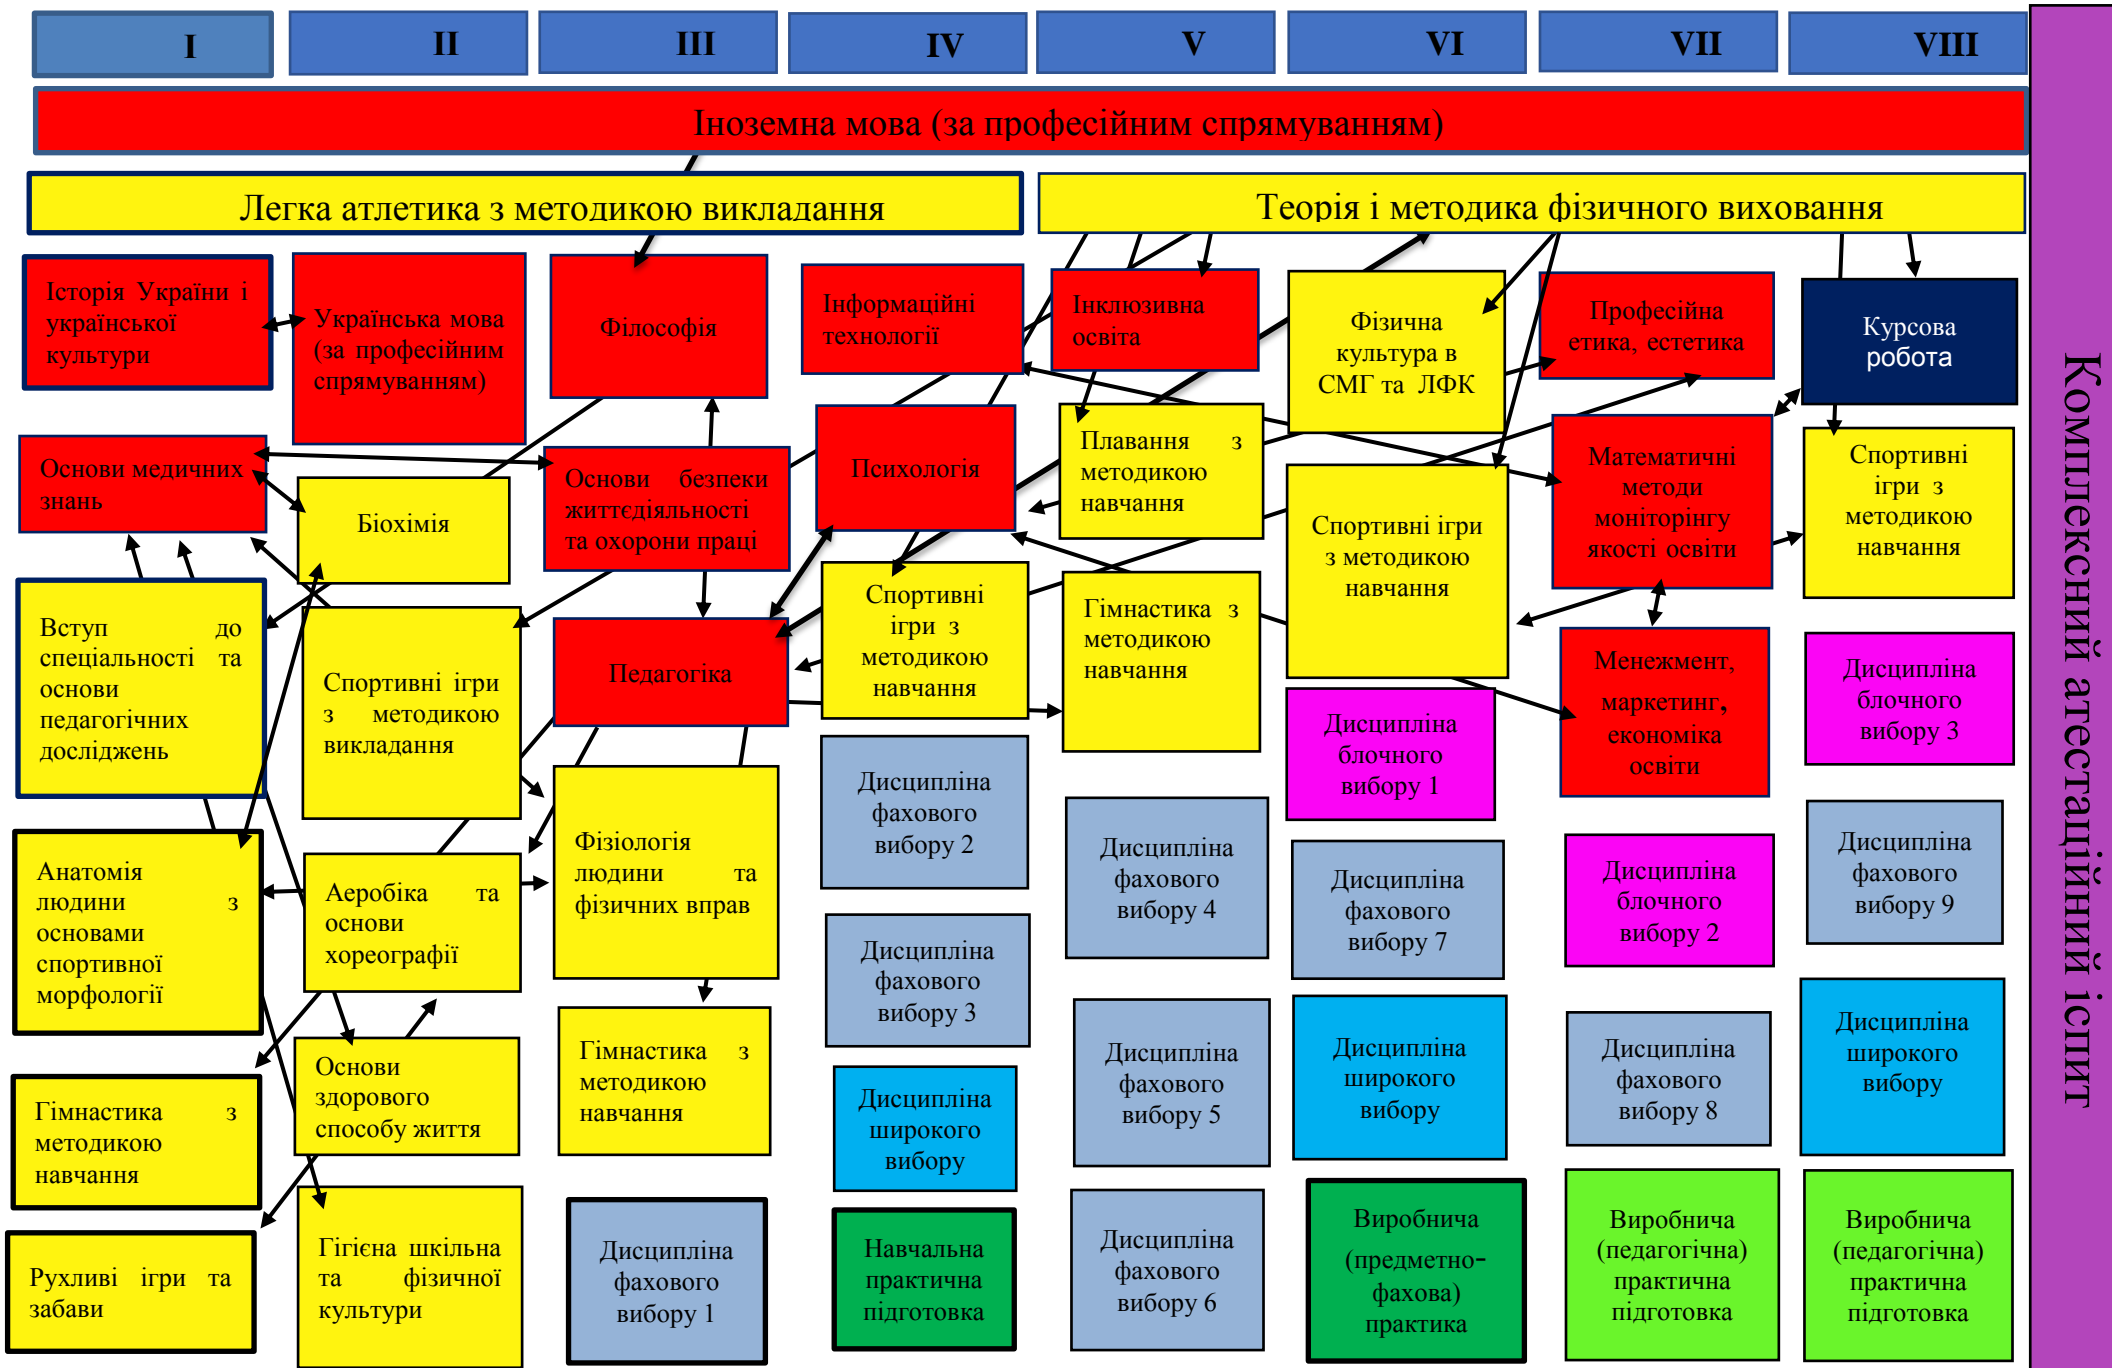 I
II
III
IV
V
VI
VII
VIII
Іноземна мова (за професійним спрямуванням)
Легка атлетика з методикою викладання
Теорія і методика фізичного виховання
Історія України і
української
культури
Основи медичних
знань
Вступ до
спеціальності та
основи
педагогічних
досліджень
Анатомія
людини з
основами
спортивної
морфології
Гімнастика з
методикою
навчання
Рухливі ігри та
забави
Українська мова
(за професійним
спрямуванням)
Біохімія
Спортивні ігри
з методикою
викладання
Аеробіка та
основи
хореографії
Основи
здорового
способу життя
Гігієна шкільна
та фізичної
культури
Філософія
Основи безпеки
життєдіяльності
та охорони праці
Педагогіка
Фізіологія
людини та
фізичних вправ
Гімнастика з
методикою
навчання
Дисципліна
фахового
вибору 1
Інформаційні
технології
Психологія
Спортивні
ігри з
методикою
навчання
Дисципліна
фахового
вибору 2
Дисципліна
фахового
вибору 3
Дисципліна
широкого
вибору
Навчальна
практична
підготовка
Інклюзивна
освіта
Плавання з
методикою
навчання
Гімнастика з
методикою
навчання
Дисципліна
фахового
вибору 4
Дисципліна
фахового
вибору 5
Дисципліна
фахового
вибору 6
Фізична
культура в
СМГ та ЛФК
Спортивні ігри
з методикою
навчання
Дисципліна
блочного
вибору 1
Дисципліна
фахового
вибору 7
Дисципліна
широкого
вибору
Виробнича
(предметно-
фахова)
практика
Професійна
етика, естетика
Математичні
методи
моніторінгу
якості освіти
Менежмент,
маркетинг,
економіка
освіти
Дисципліна
блочного
вибору 2
Дисципліна
фахового
вибору 8
Виробнича
(педагогічна)
практична
підготовка
Курсова
робота
Спортивні
ігри з
методикою
навчання
Дисципліна
блочного
вибору 3
Дисципліна
фахового
вибору 9
Дисципліна
широкого
вибору
Виробнича
(педагогічна)
практична
підготовка
Комплексний атестаційний іспит